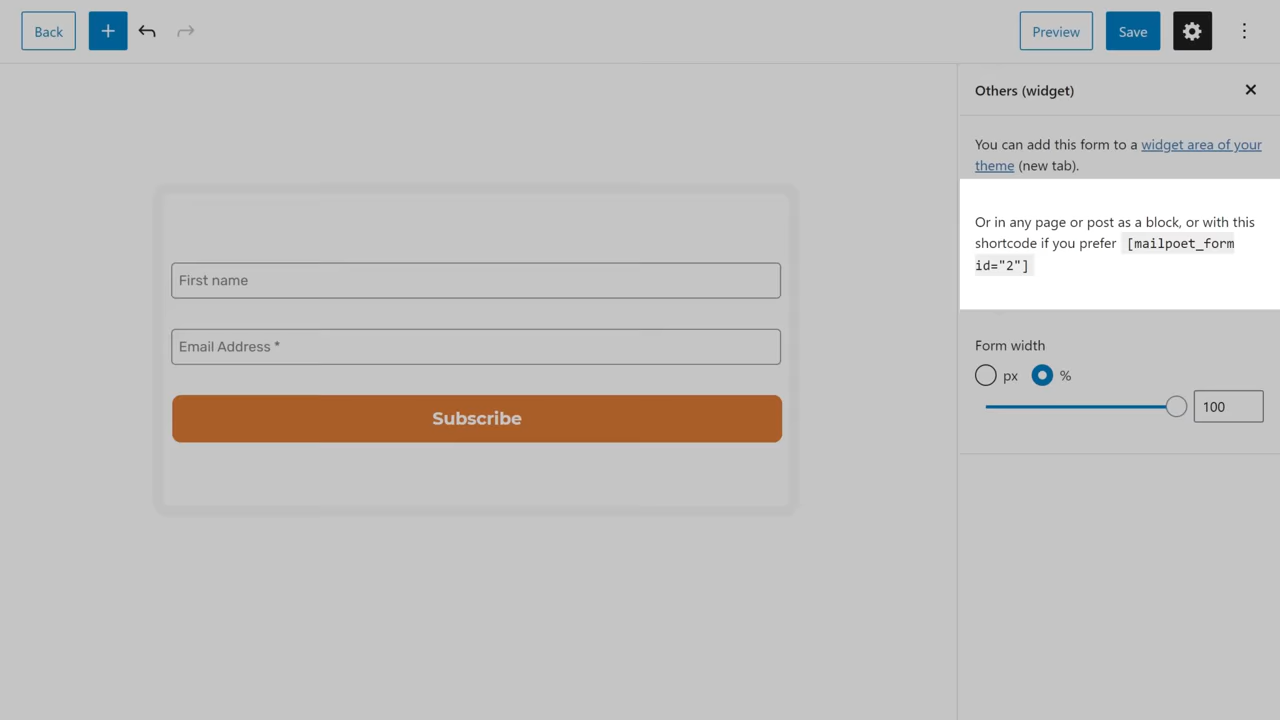 Back
Preview
Save
Others (widget)
You can add this form to a widget area of your
theme (new tab).
Or in any page or post as a block, or with this
shortcode if you prefer [mailpoet_form
id="2"]
First name
Email Address *
Subscribe
Form width
px
%
100